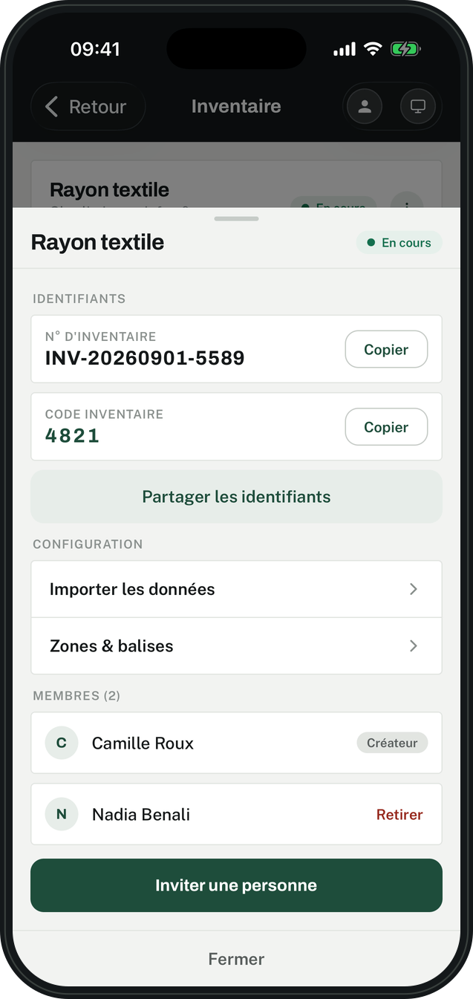 09:41
Retour
Inventaire
Rayon textile
En cours
Rayon textile
En cours
IDENTIFIANTS
N° D'INVENTAIRE
INV-20260901-5589
Copier
CODE INVENTAIRE
4821
Copier
Partager les identifiants
CONFIGURATION
Importer les données
Zones & balises
MEMBRES (2)
C
Camille Roux
Créateur
N
Nadia Benali
Retirer
Inviter une personne
Fermer